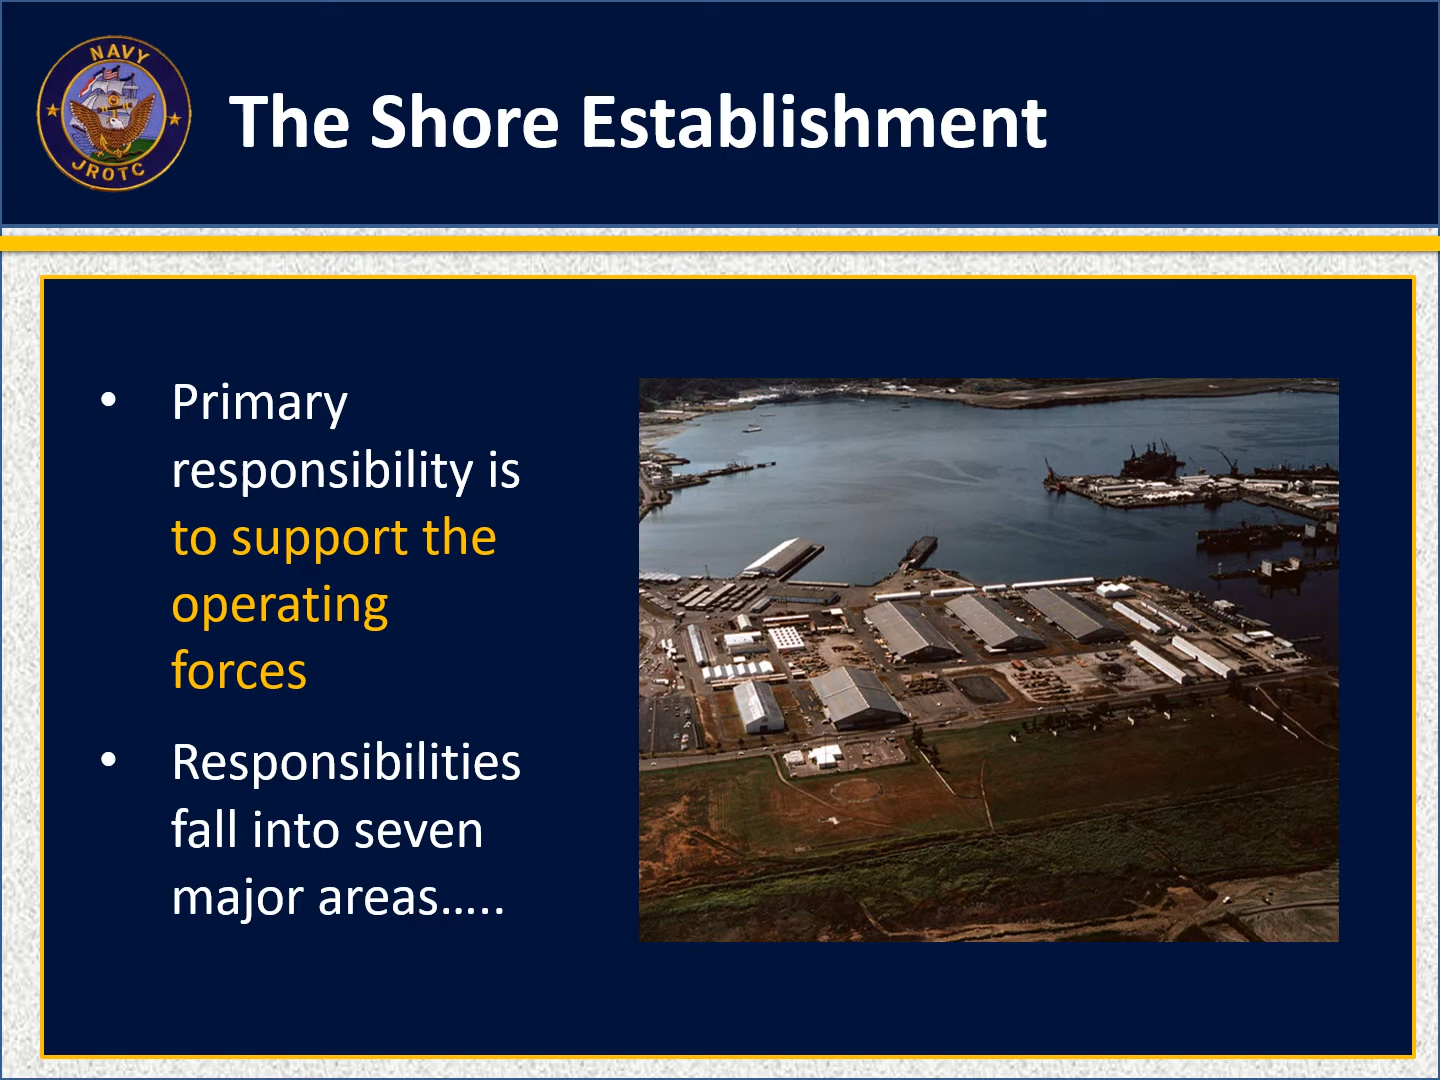 NAVY
JROTC
The Shore Establishment
• Primary
responsibility is
to support the
operating
forces
• Responsibilities
fall into seven
major areas…..